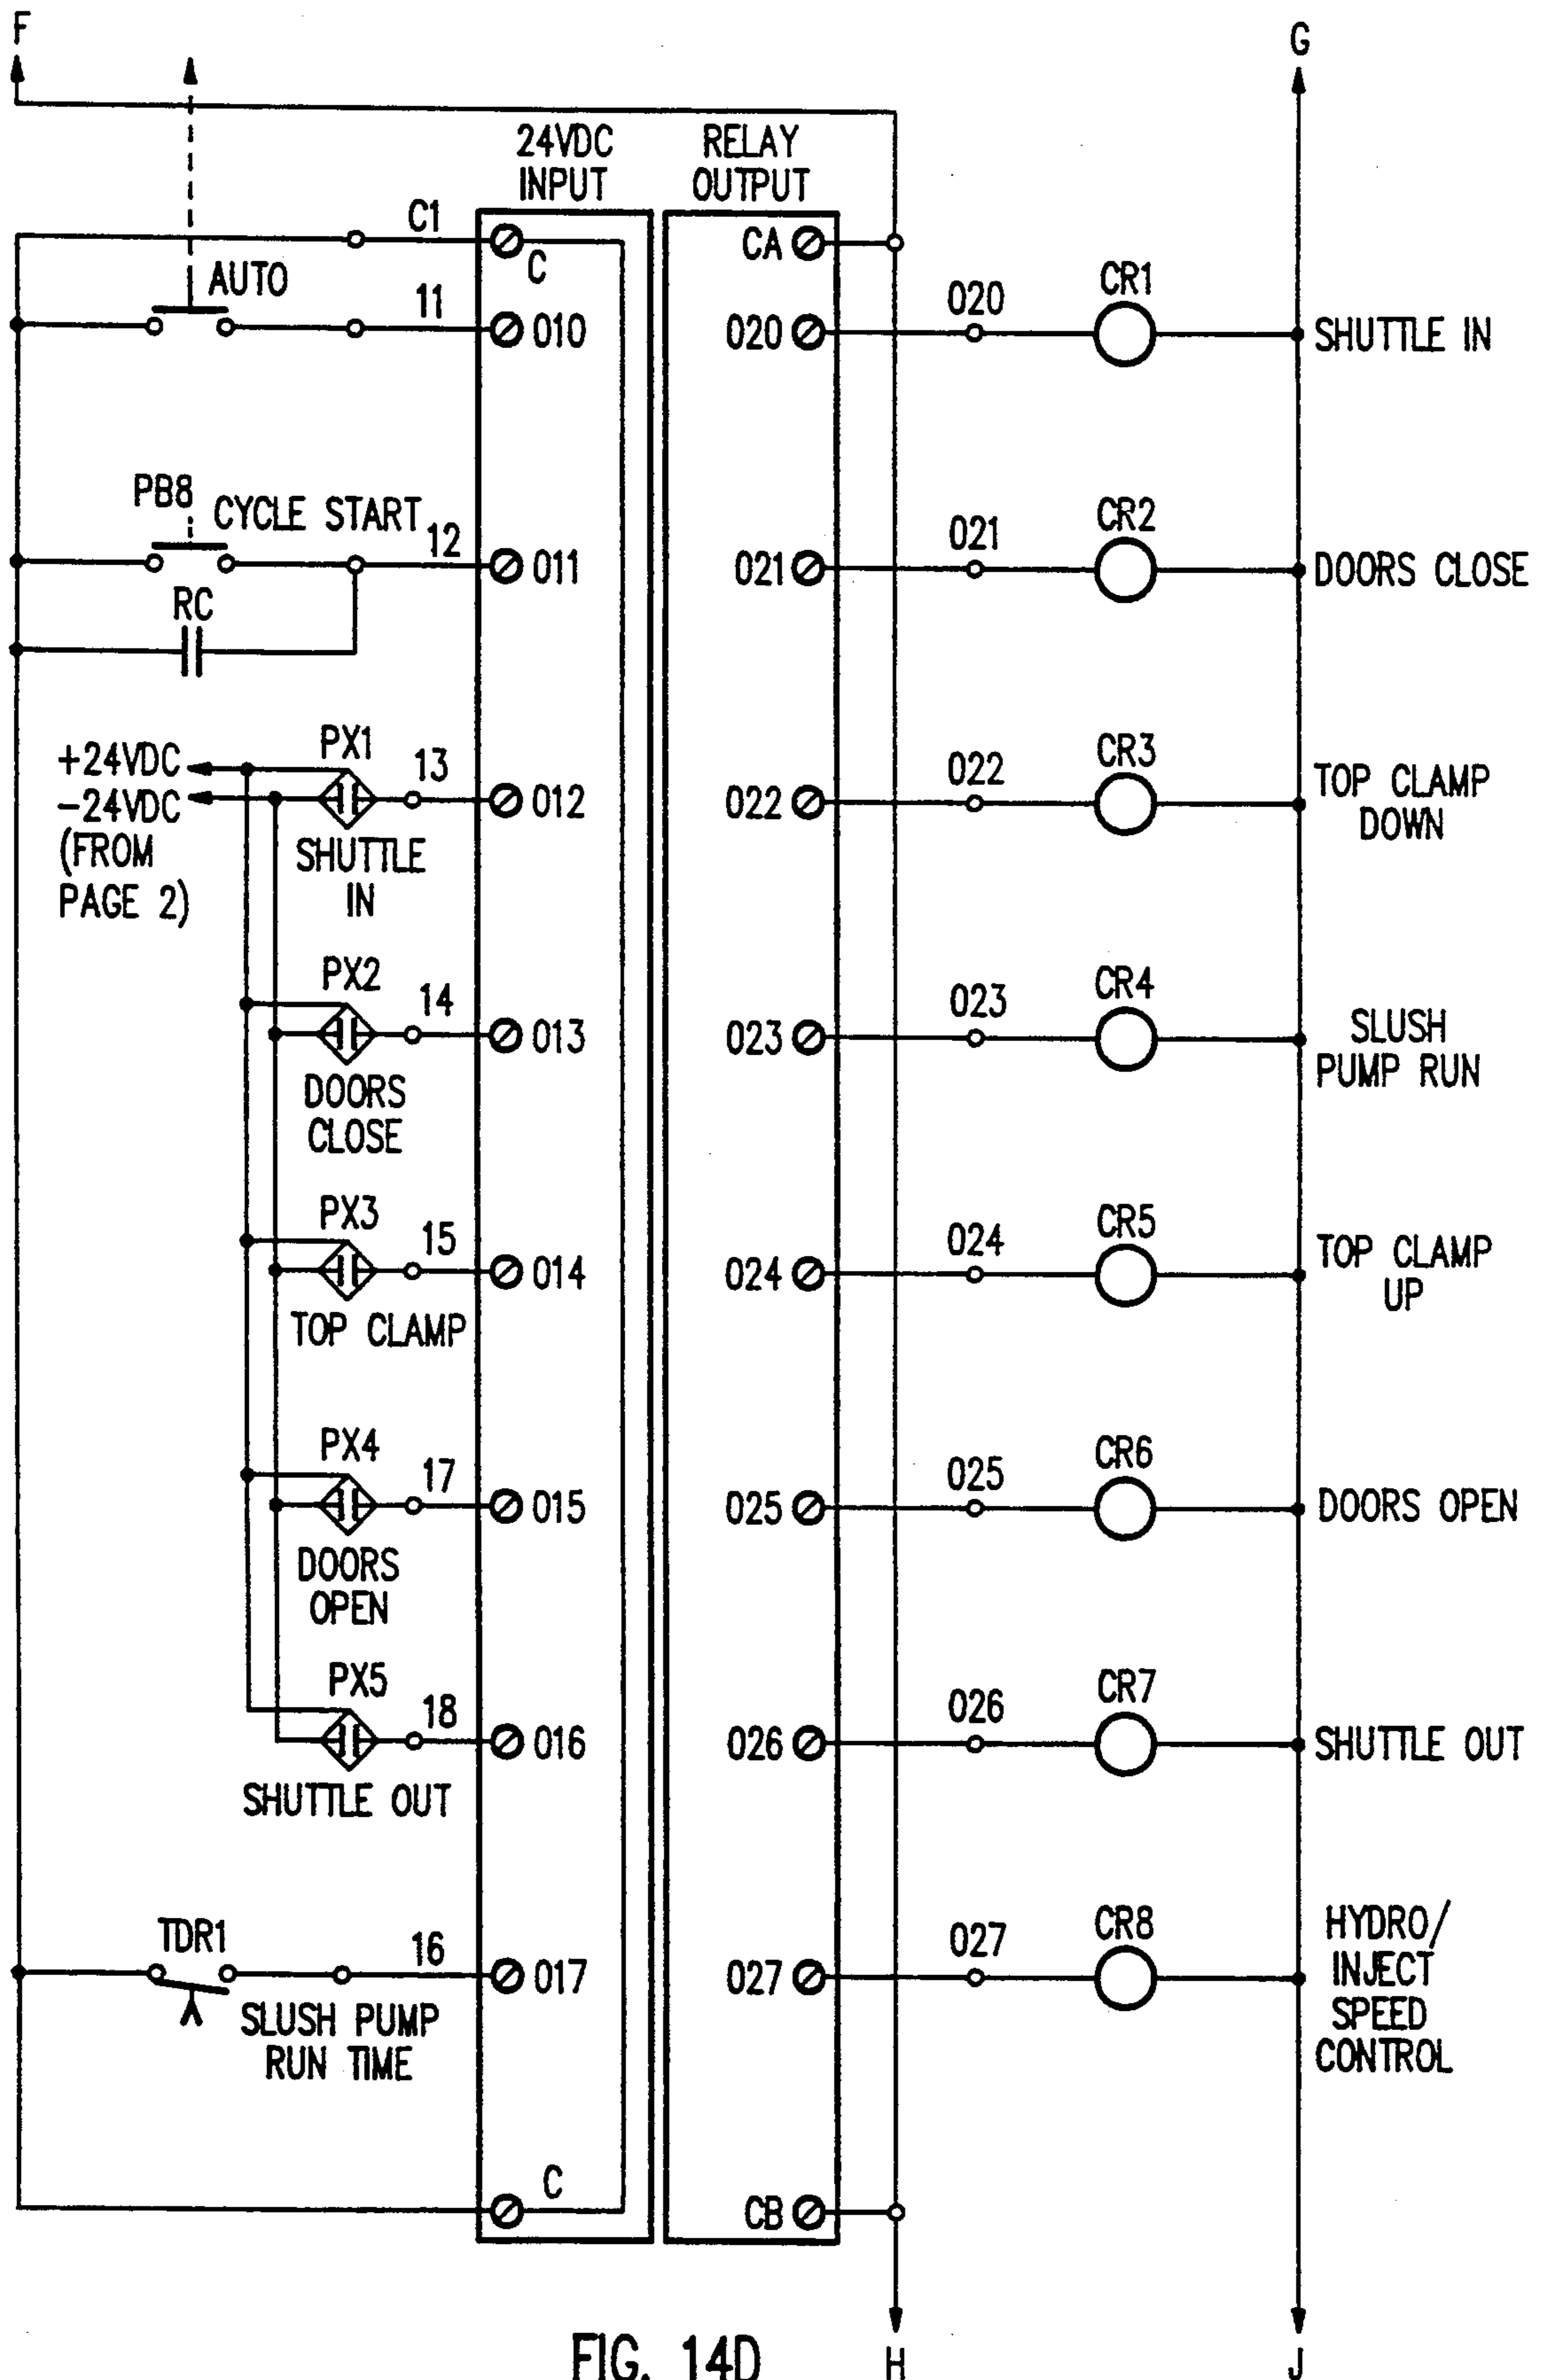 F
G
24VDC
INPUT
RELAY
OUTPUT
C1
C
CA
AUTO
11
010
020
020
CR1
SHUTTLE IN
PB8
CYCLE START
12
011
021
021
CR2
DOORS CLOSE
RC
+24VDC
-24VDC
(FROM
PAGE 2)
PX1
13
012
SHUTTLE
IN
022
022
CR3
TOP CLAMP
DOWN
PX2
14
013
DOORS
CLOSE
023
023
CR4
SLUSH
PUMP RUN
PX3
15
014
TOP CLAMP
024
024
CR5
TOP CLAMP
UP
PX4
17
015
DOORS
OPEN
025
025
CR6
DOORS OPEN
PX5
18
016
SHUTTLE OUT
026
026
CR7
SHUTTLE OUT
TDR1
16
017
SLUSH PUMP
RUN TIME
027
027
CR8
HYDRO/
INJECT
SPEED
CONTROL
C
CB
FIG. 14D
H
J